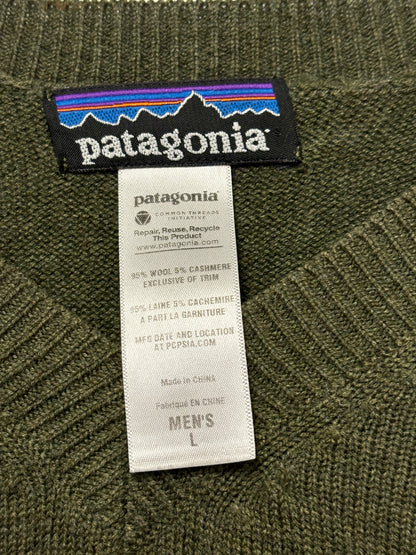 patagonia
patagonia
COMMON THREADS
INITIATIVE
Repair, Reuse, Recycle
This Product
www.patagonia.com
95% WOOL 5% CASHMERE
EXCLUSIVE OF TRIM
95% LAINE 5% CACHEMIRE
A PART LA GARNITURE
MFG DATE AND LOCATION
AT PCPSIA.COM
Made in CHINA
Fabriqué EN CHINE
MEN'S
L